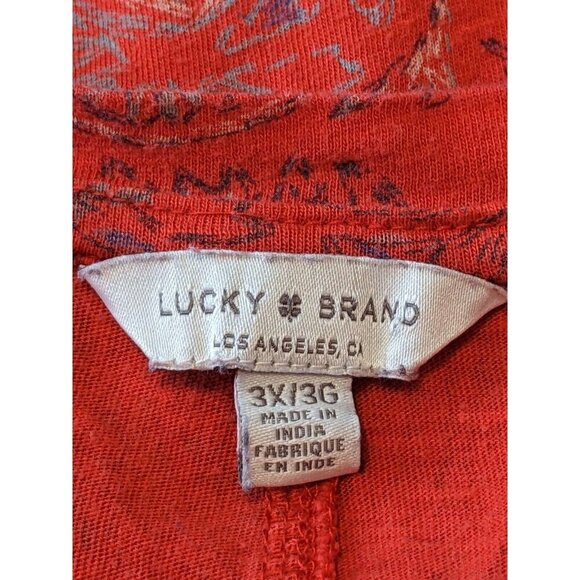 LUCKY BRAND
LOS ANGELES, CA
3X/3G
MADE IN
INDIA
FABRIQUE
EN INDE